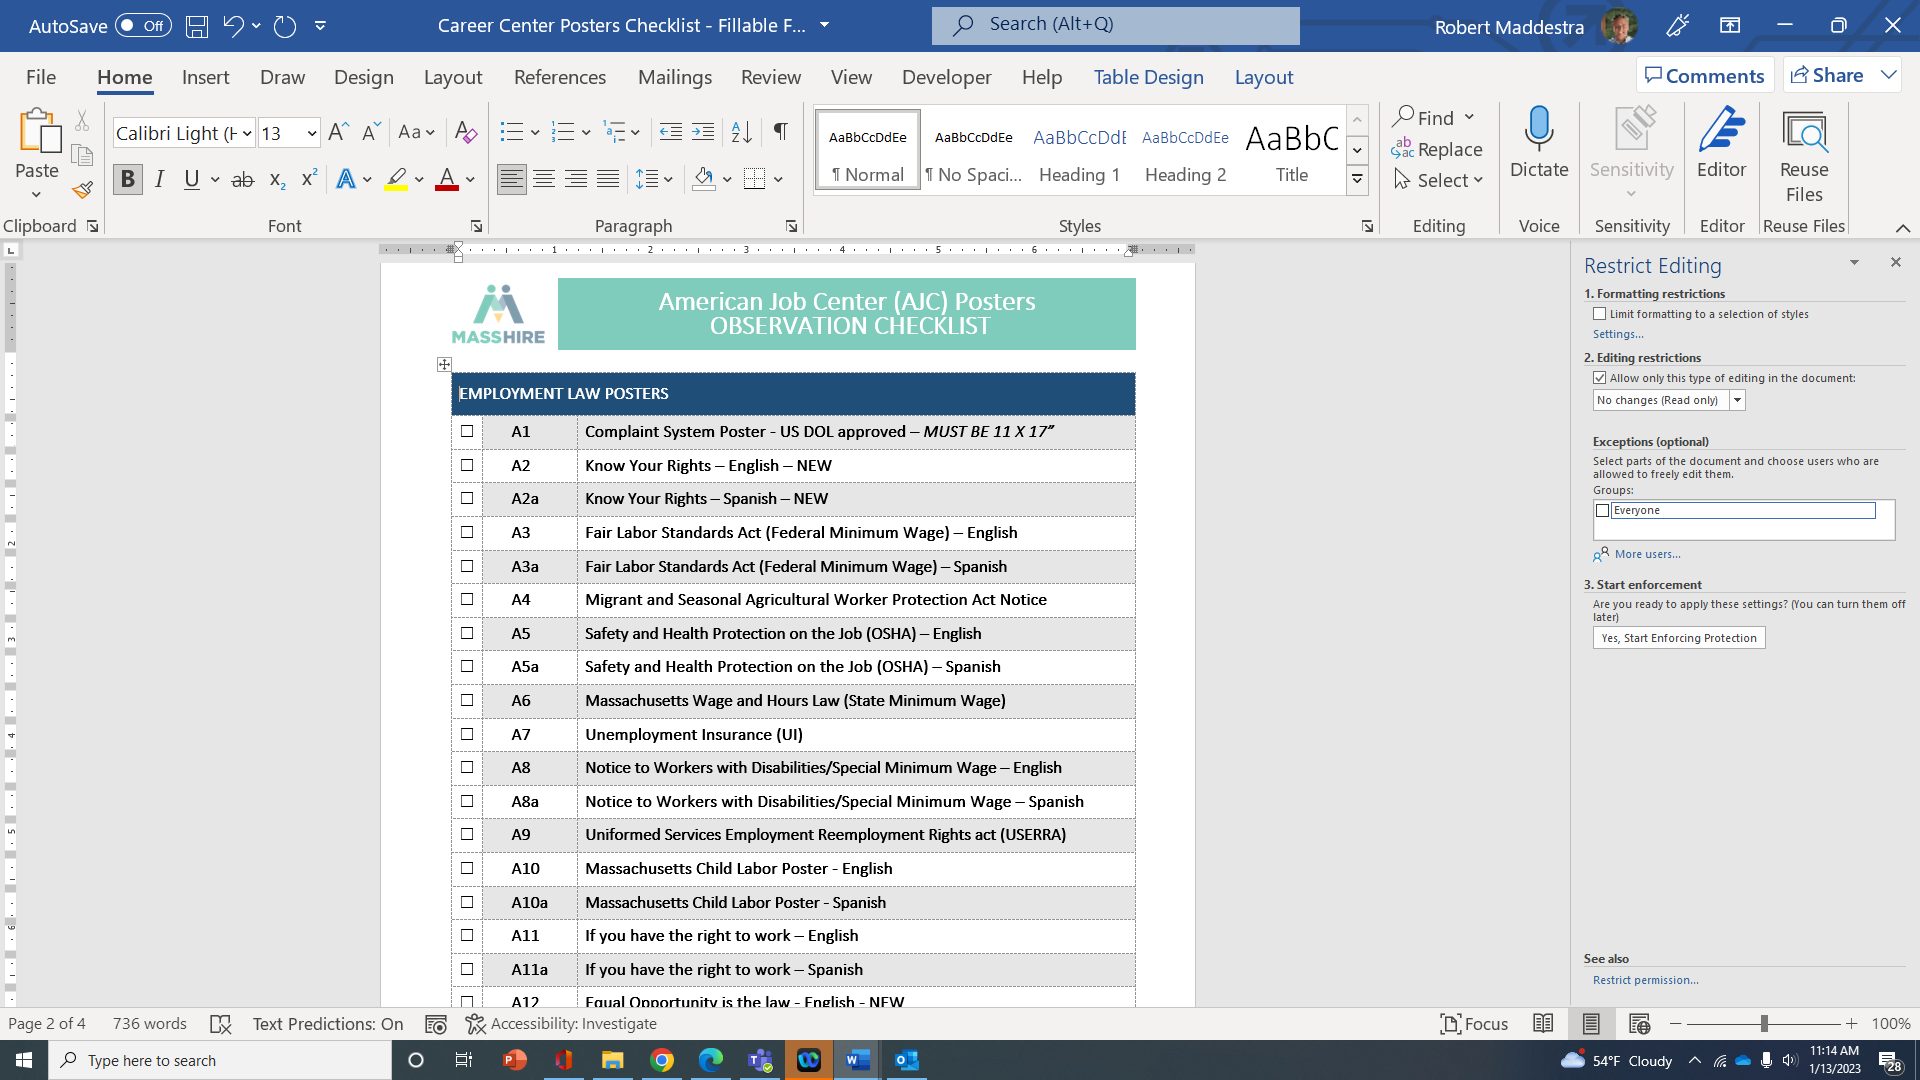 AutoSave Off
Career Center Posters Checklist - Fillable F...
Search (Alt+Q)
Robert Maddestra
File Home Insert Draw Design Layout References Mailings Review View Developer Help Table Design Layout
Comments Share
Paste
Clipboard
Calibri Light (H 13
Aa
B I U ab x2 x2 A A
Font
Paragraph
AaBbCcDdEe AaBbCcDdEe AaBbCcDdE AaBbCcDdEe AaBbC
¶ Normal ¶ No Spaci... Heading 1 Heading 2 Title
Styles
Find
Replace
Select
Editing
Dictate
Voice
Sensitivity
Sensitivity
Editor
Editor
Reuse
Files
Reuse Files
1 2 3 4 5 6 7
MASSHIRE
American Job Center (AJC) Posters
OBSERVATION CHECKLIST
EMPLOYMENT LAW POSTERS
☐ A1 Complaint System Poster - US DOL approved – MUST BE 11 X 17”
☐ A2 Know Your Rights – English – NEW
☐ A2a Know Your Rights – Spanish – NEW
☐ A3 Fair Labor Standards Act (Federal Minimum Wage) – English
☐ A3a Fair Labor Standards Act (Federal Minimum Wage) – Spanish
☐ A4 Migrant and Seasonal Agricultural Worker Protection Act Notice
☐ A5 Safety and Health Protection on the Job (OSHA) – English
☐ A5a Safety and Health Protection on the Job (OSHA) – Spanish
☐ A6 Massachusetts Wage and Hours Law (State Minimum Wage)
☐ A7 Unemployment Insurance (UI)
☐ A8 Notice to Workers with Disabilities/Special Minimum Wage – English
☐ A8a Notice to Workers with Disabilities/Special Minimum Wage – Spanish
☐ A9 Uniformed Services Employment Reemployment Rights act (USERRA)
☐ A10 Massachusetts Child Labor Poster - English
☐ A10a Massachusetts Child Labor Poster - Spanish
☐ A11 If you have the right to work – English
☐ A11a If you have the right to work – Spanish
☐ A12 Equal Opportunity is the law - English - NEW
Restrict Editing
1. Formatting restrictions
Limit formatting to a selection of styles
Settings...
2. Editing restrictions
Allow only this type of editing in the document:
No changes (Read only)
Exceptions (optional)
Select parts of the document and choose users who are
allowed to freely edit them.
Groups:
Everyone
More users...
3. Start enforcement
Are you ready to apply these settings? (You can turn them off
later)
Yes, Start Enforcing Protection
See also
Restrict permission...
Page 2 of 4 736 words Text Predictions: On Accessibility: Investigate
Focus
100%
Type here to search
54°F Cloudy
11:14 AM
1/13/2023
28